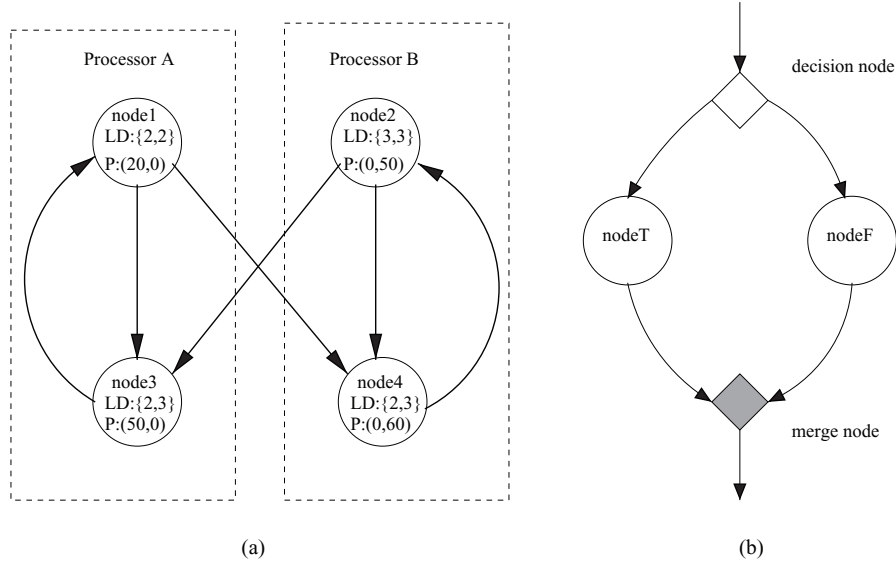 Processor A
Processor B
node1
LD:{2,2}
P:(20,0)
node2
LD:{3,3}
P:(0,50)
node3
LD:{2,3}
P:(50,0)
node4
LD:{2,3}
P:(0,60)
(a)
decision node
nodeT
nodeF
merge node
(b)